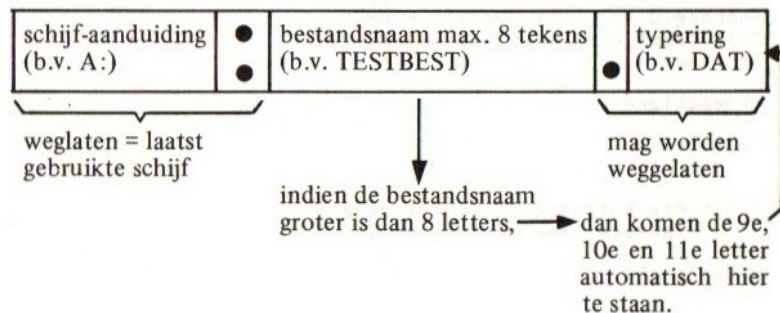 schijf-aanduiding
(b.v. A:)
:
bestandsnaam max. 8 tekens
(b.v. TESTBEST)
.
typering
(b.v. DAT)
weglaten = laatst
gebruikte schijf
mag worden
weggelaten
indien de bestandsnaam
groter is dan 8 letters,
dan komen de 9e,
10e en 11e letter
automatisch hier
te staan.